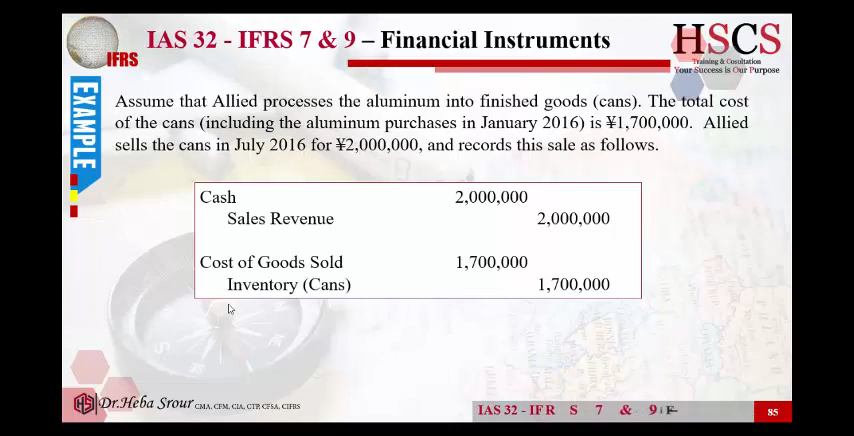 IAS 32 - IFRS 7 & 9 – Financial Instruments
IFRS
HSCS
Training & Cosultation
Your Success is Our Purpose
EXAMPLE
Assume that Allied processes the aluminum into finished goods (cans). The total cost
of the cans (including the aluminum purchases in January 2016) is ¥1,700,000. Allied
sells the cans in July 2016 for ¥2,000,000, and records this sale as follows.
Cash 2,000,000
Sales Revenue 2,000,000
Cost of Goods Sold 1,700,000
Inventory (Cans) 1,700,000
Dr.Heba Srour CMA, CFM, CIA, CTP, CFSA, CIFRS
IAS 32 - IFR S 7 & 9
85